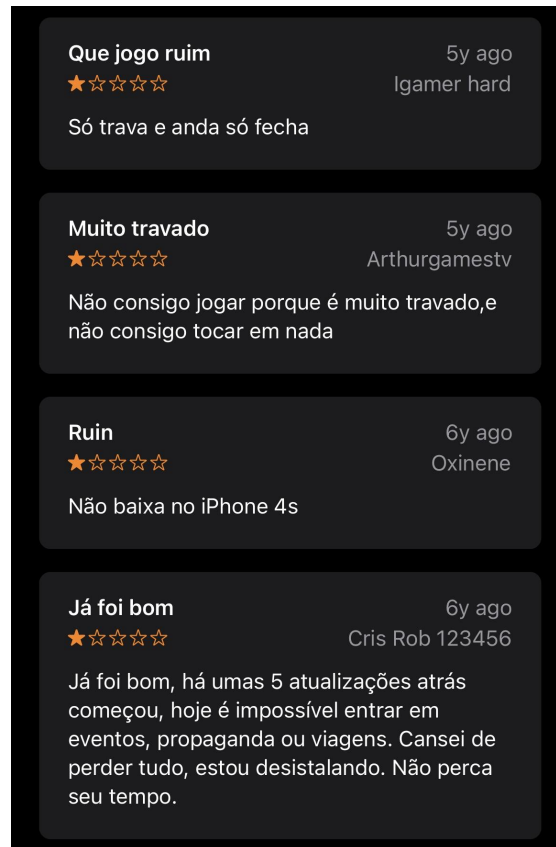 Que jogo ruim 5y ago
Igamer hard
Só trava e anda só fecha
Muito travado 5y ago
Arthurgamestv
Não consigo jogar porque é muito travado,e
não consigo tocar em nada
Ruin 6y ago
Oxinene
Não baixa no iPhone 4s
Já foi bom 6y ago
Cris Rob 123456
Já foi bom, há umas 5 atualizações atrás
começou, hoje é impossível entrar em
eventos, propaganda ou viagens. Cansei de
perder tudo, estou desistalando. Não perca
seu tempo.